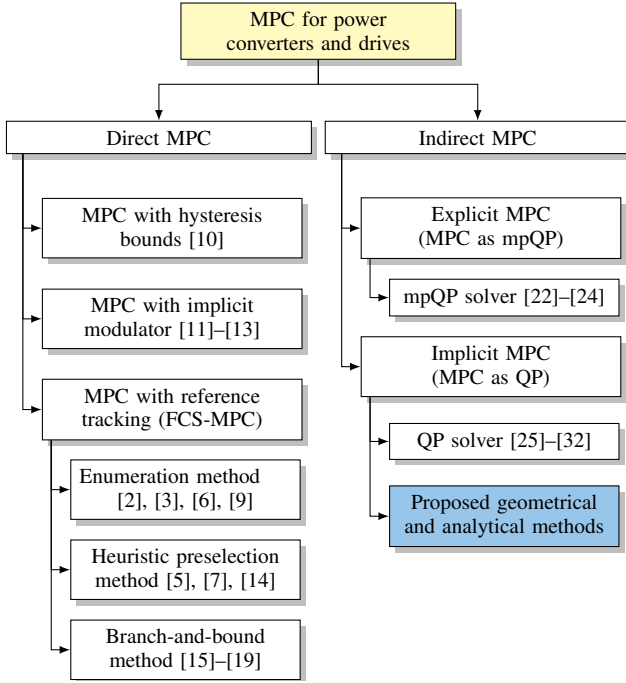 MPC for power
converters and drives
Direct MPC
MPC with hysteresis
bounds [10]
MPC with implicit
modulator [11]–[13]
MPC with reference
tracking (FCS-MPC)
Enumeration method
[2], [3], [6], [9]
Heuristic preselection
method [5], [7], [14]
Branch-and-bound
method [15]–[19]
Indirect MPC
Explicit MPC
(MPC as mpQP)
mpQP solver [22]–[24]
Implicit MPC
(MPC as QP)
QP solver [25]–[32]
Proposed geometrical
and analytical methods